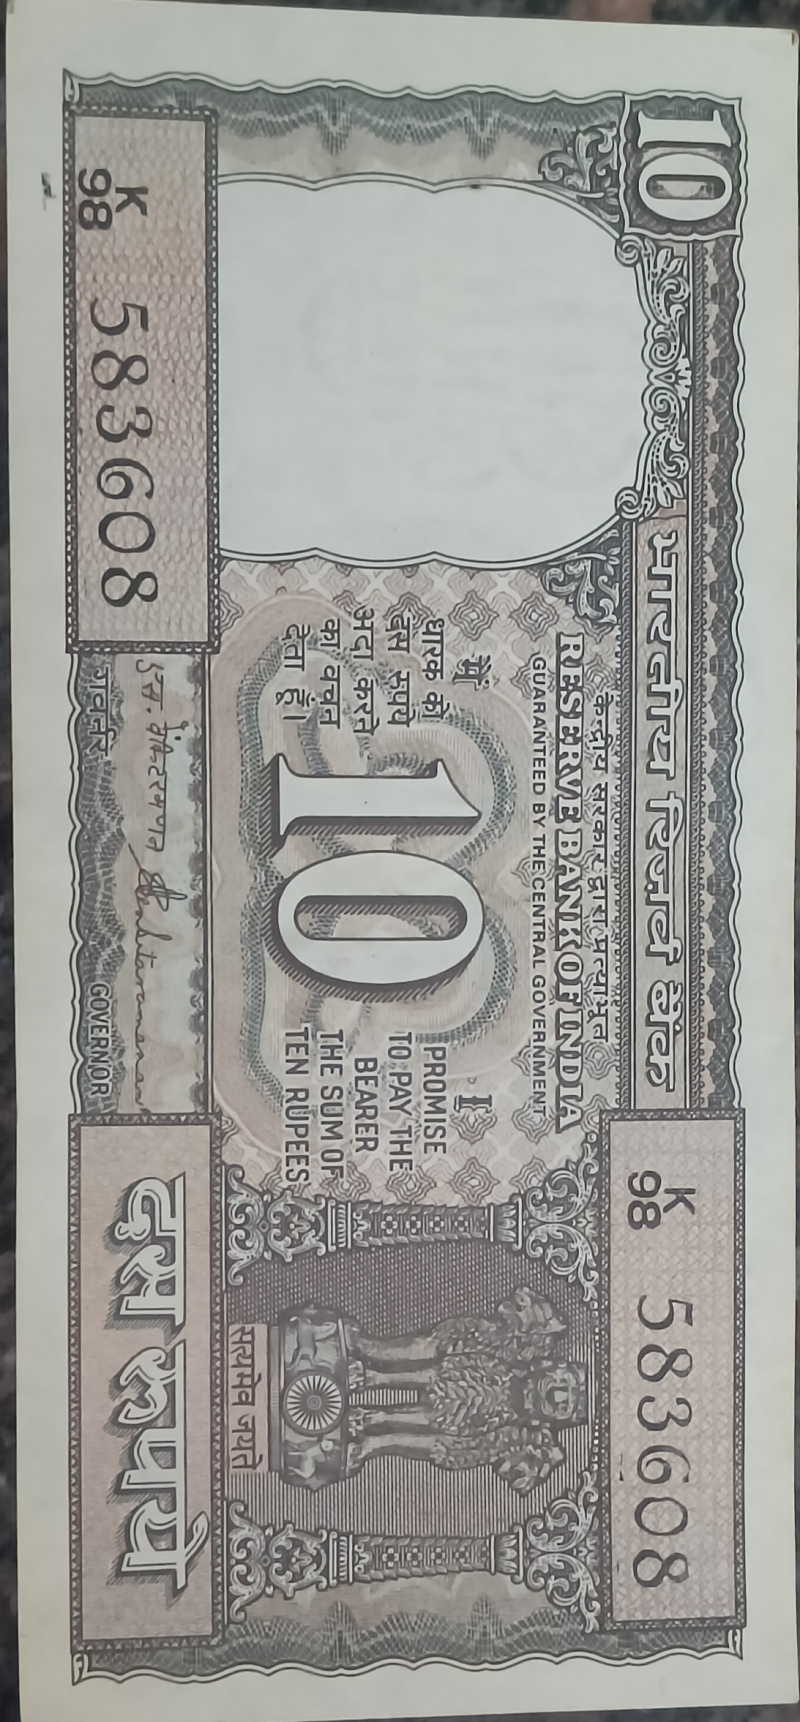 10
भारतीय रिज़र्व बैंक
केन्द्रीय सरकार द्वारा प्रत्याभूत
RESERVE BANK OF INDIA
GUARANTEED BY THE CENTRAL GOVERNMENT
K
98 583608
मैं
धारक को
दस रुपये
अदा करने
का वचन
देता हूँ।
10
I
PROMISE
TO PAY THE
BEARER
THE SUM OF
TEN RUPEES
सत्यमेव जयते
K
98 583608
एस. वेंकिटरमणन
गवर्नर
GOVERNOR
दस रुपये